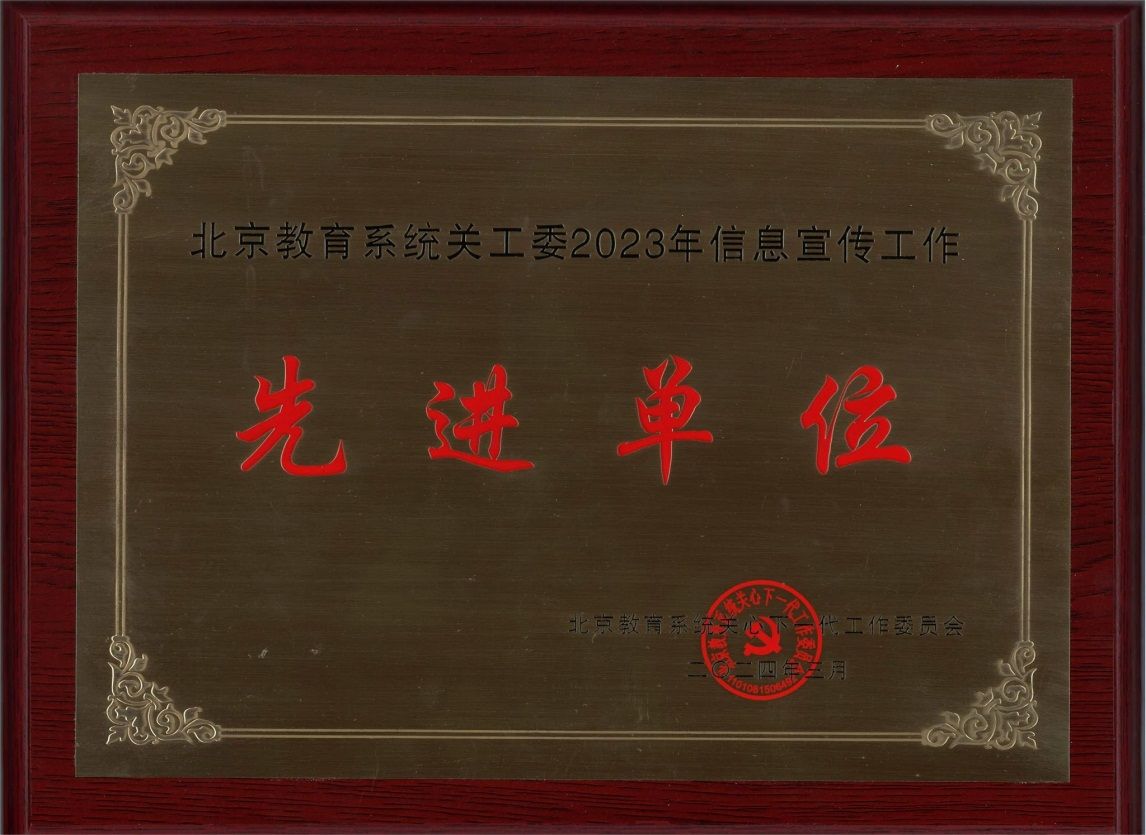 北京教育系统关工委2023年信息宣传工作
先进单位
北京教育系统关心下一代工作委员会
二〇二四年三月